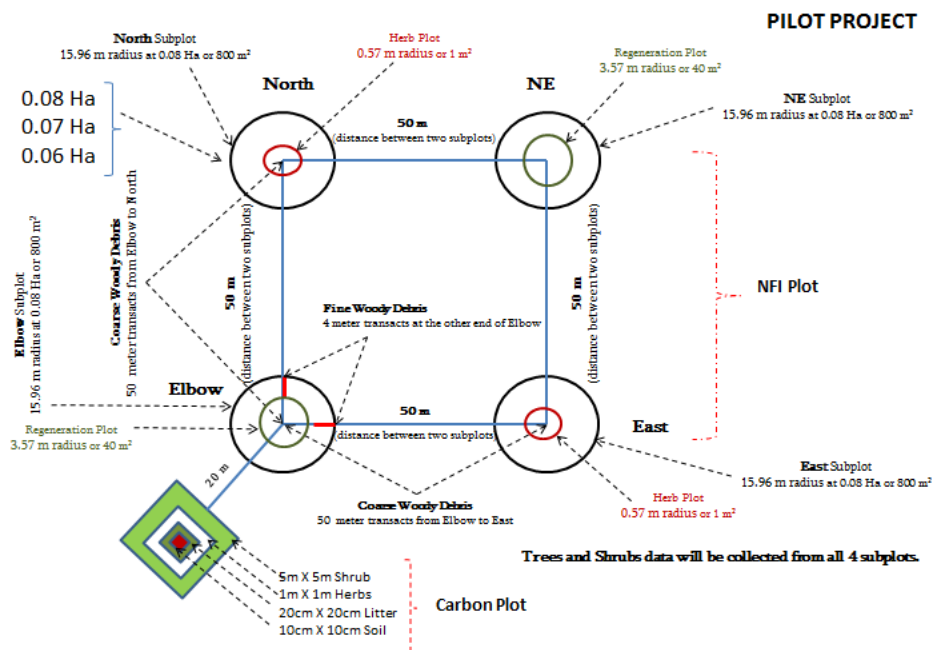 PILOT PROJECT
North Subplot
15.96 m radius at 0.08 Ha or 800 m²
Herb Plot
0.57 m radius or 1 m²
Regeneration Plot
3.57 m radius or 40 m²
North
NE
0.08 Ha
0.07 Ha
0.06 Ha
50 m
(distance between two subplots)
NE Subplot
15.96 m radius at 0.08 Ha or 800 m²
Elbow Subplot
15.96 m radius at 0.08 Ha or 800 m²
Coarse Woody Debris
50 meter transacts from Elbow to North
50 m
(distance between two subplots)
50 m
(distance between two subplots)
NFI Plot
Fine Woody Debris
4 meter transacts at the other end of Elbow
Elbow
50 m
(distance between two subplots)
East
Regeneration Plot
3.57 m radius or 40 m²
20 m
East Subplot
15.96 m radius at 0.08 Ha or 800 m²
Coarse Woody Debris
50 meter transacts from Elbow to East
Herb Plot
0.57 m radius or 1 m²
Trees and Shrubs data will be collected from all 4 subplots.
5m X 5m Shrub
1m X 1m Herbs
20cm X 20cm Litter
10cm X 10cm Soil
Carbon Plot